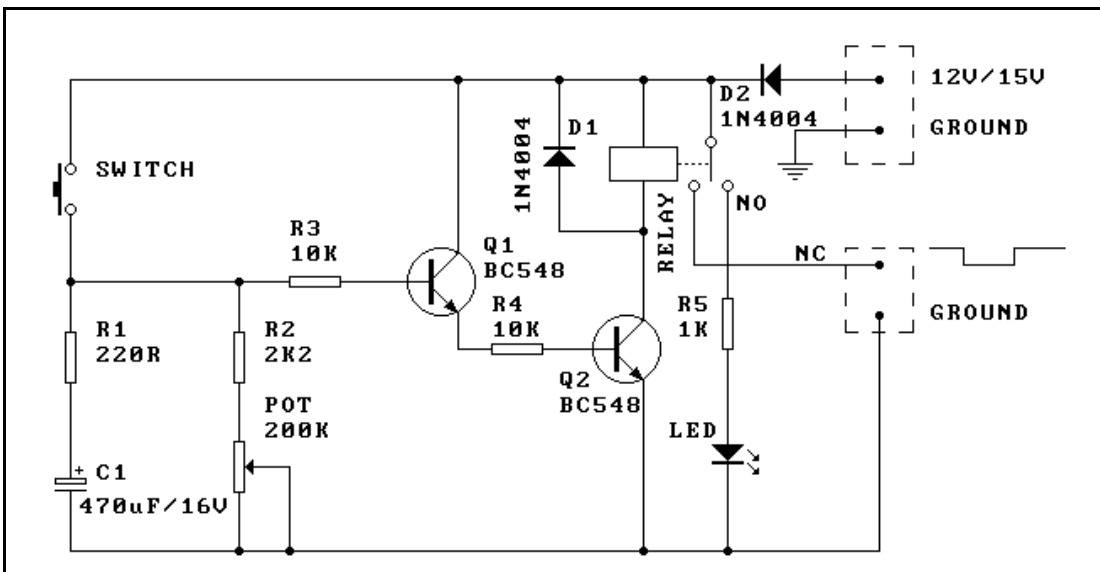 12V/15V
D2
1N4004
GROUND
D1
1N4004
SWITCH
RELAY
NO
R3
10K
Q1
BC548
NC
R4
10K
R5
1K
GROUND
R1
220R
R2
2K2
Q2
BC548
POT
200K
LED
+
C1
470uF/16V